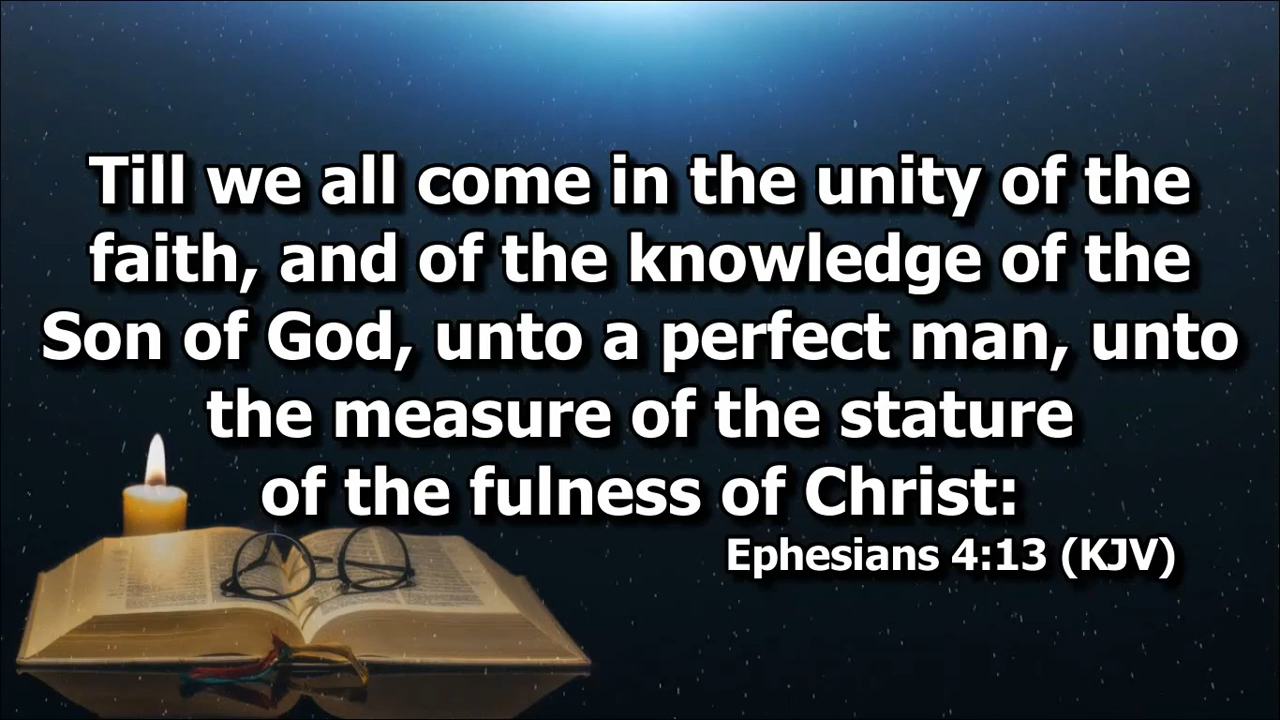 Till we all come in the unity of the
faith, and of the knowledge of the
Son of God, unto a perfect man, unto
the measure of the stature
of the fulness of Christ:
Ephesians 4:13 (KJV)